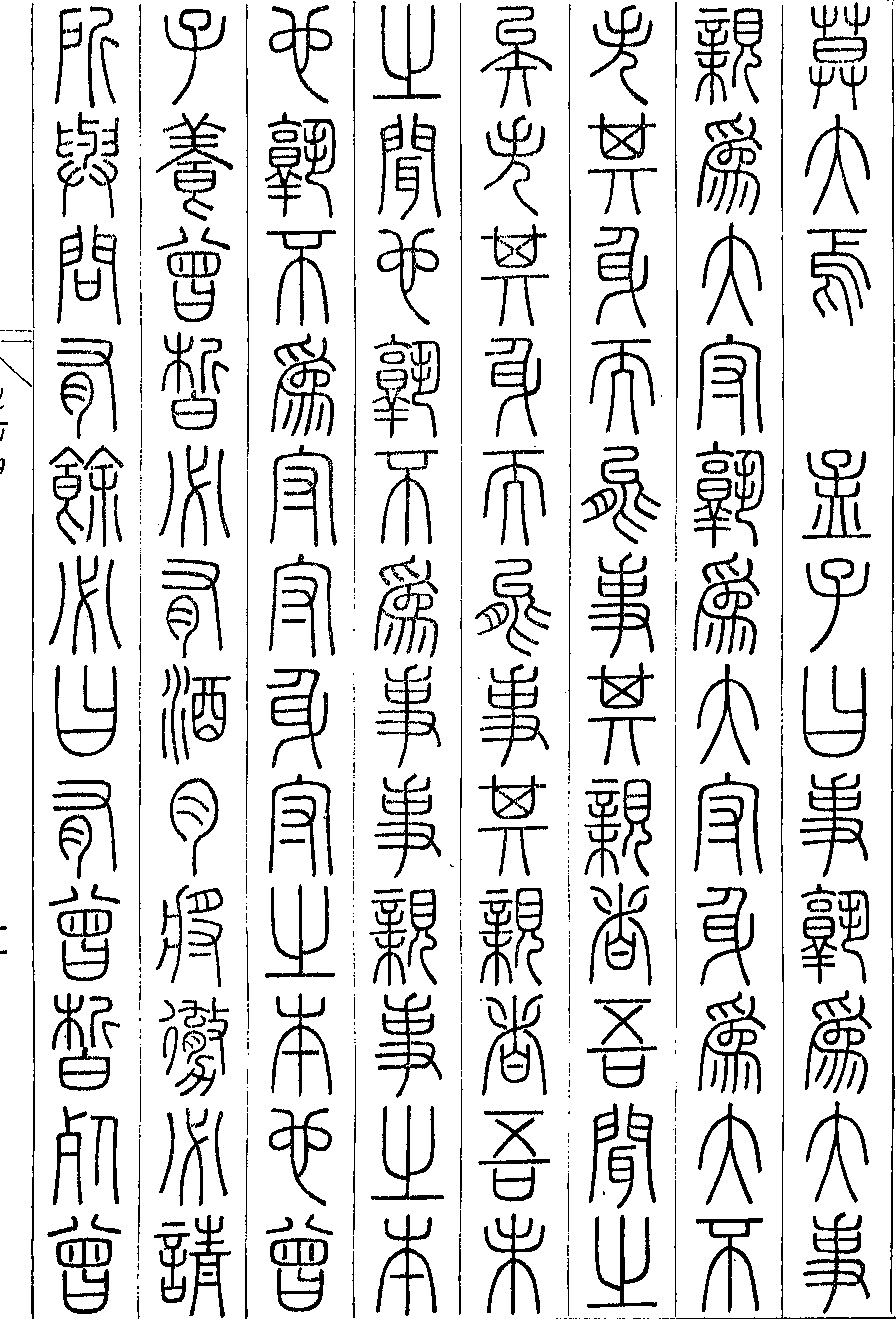 莫大焉　孟子曰事孰爲大事
親爲大守孰爲大守身爲大不
失其身而能事其親者吾聞之
矣失其身而能事其親者吾未
之聞也孰不爲事事親事之本
也孰不爲守守身守之本也曾
子養曾皙必有酒肉將徹必請
所與問有餘必曰有曾皙死曾